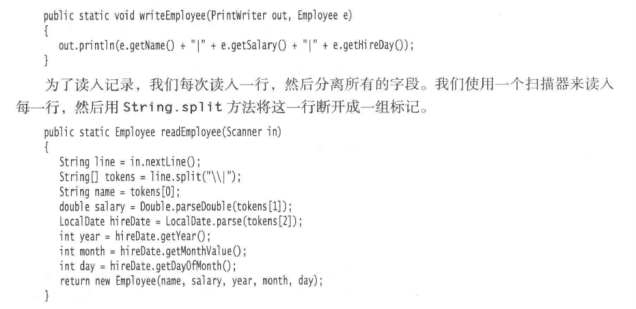 public static void writeEmployee(PrintWriter out, Employee e)
{
out.println(e.getName() + "|" + e.getSalary() + "|" + e.getHireDay());
}
为了读入记录，我们每次读入一行，然后分离所有的字段。我们使用一个扫描器来读入
每一行，然后用 String.split 方法将这一行断开成一组标记。
public static Employee readEmployee(Scanner in)
{
String line = in.nextLine();
String[] tokens = line.split("\\|");
String name = tokens[0];
double salary = Double.parseDouble(tokens[1]);
LocalDate hireDate = LocalDate.parse(tokens[2]);
int year = hireDate.getYear();
int month = hireDate.getMonthValue();
int day = hireDate.getDayOfMonth();
return new Employee(name, salary, year, month, day);
}